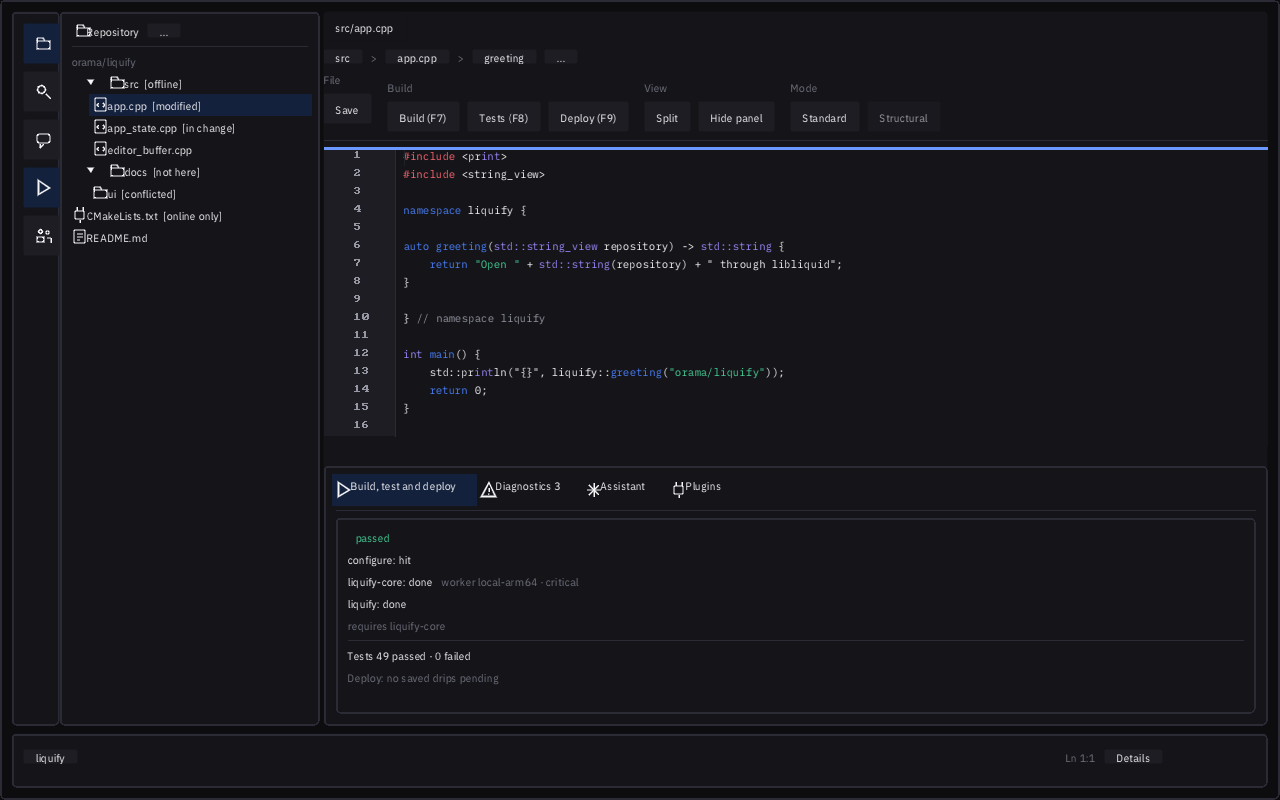 Repository ...
orama/liquify
src [offline]
app.cpp [modified]
app_state.cpp [in change]
editor_buffer.cpp
docs [not here]
ui [conflicted]
CMakeLists.txt [online only]
README.md
src/app.cpp
src > app.cpp > greeting ...
File Build View Mode
Save Build (F7) Tests (F8) Deploy (F9) Split Hide panel Standard Structural
1 #include <print>
2 #include <string_view>
3
4 namespace liquify {
5
6 auto greeting(std::string_view repository) -> std::string {
7     return "Open " + std::string(repository) + " through libliquid";
8 }
9
10 } // namespace liquify
11
12 int main() {
13     std::println("{}", liquify::greeting("orama/liquify"));
14     return 0;
15 }
16
Build, test and deploy Diagnostics 3 Assistant Plugins
passed
configure: hit
liquify-core: done worker local-arm64 · critical
liquify: done
requires liquify-core
Tests 49 passed · 0 failed
Deploy: no saved drips pending
liquify Ln 1:1 Details